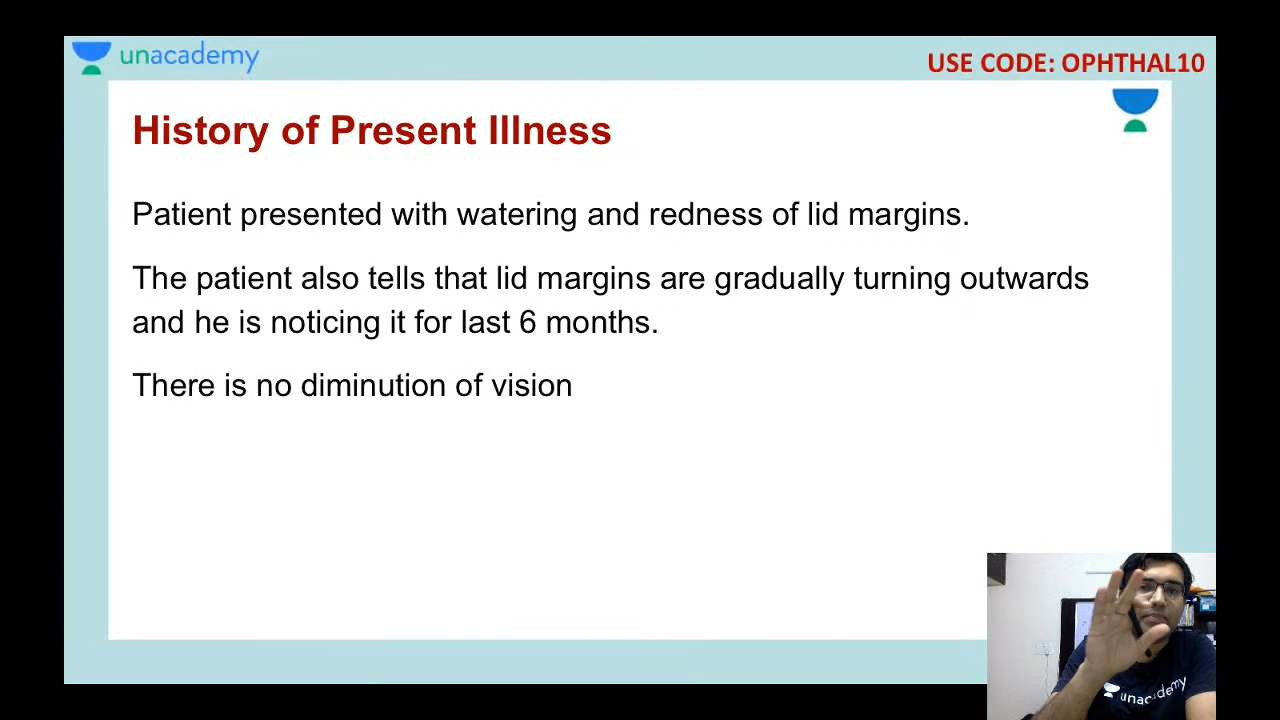 unacademy
USE CODE: OPHTHAL10
History of Present Illness
Patient presented with watering and redness of lid margins.
The patient also tells that lid margins are gradually turning outwards
and he is noticing it for last 6 months.
There is no diminution of vision
unacademy